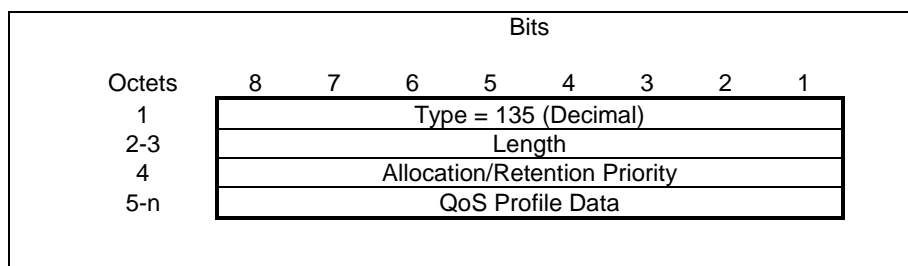 Bits
Octets 8 7 6 5 4 3 2 1
1 Type = 135 (Decimal)
2-3 Length
4 Allocation/Retention Priority
5-n QoS Profile Data